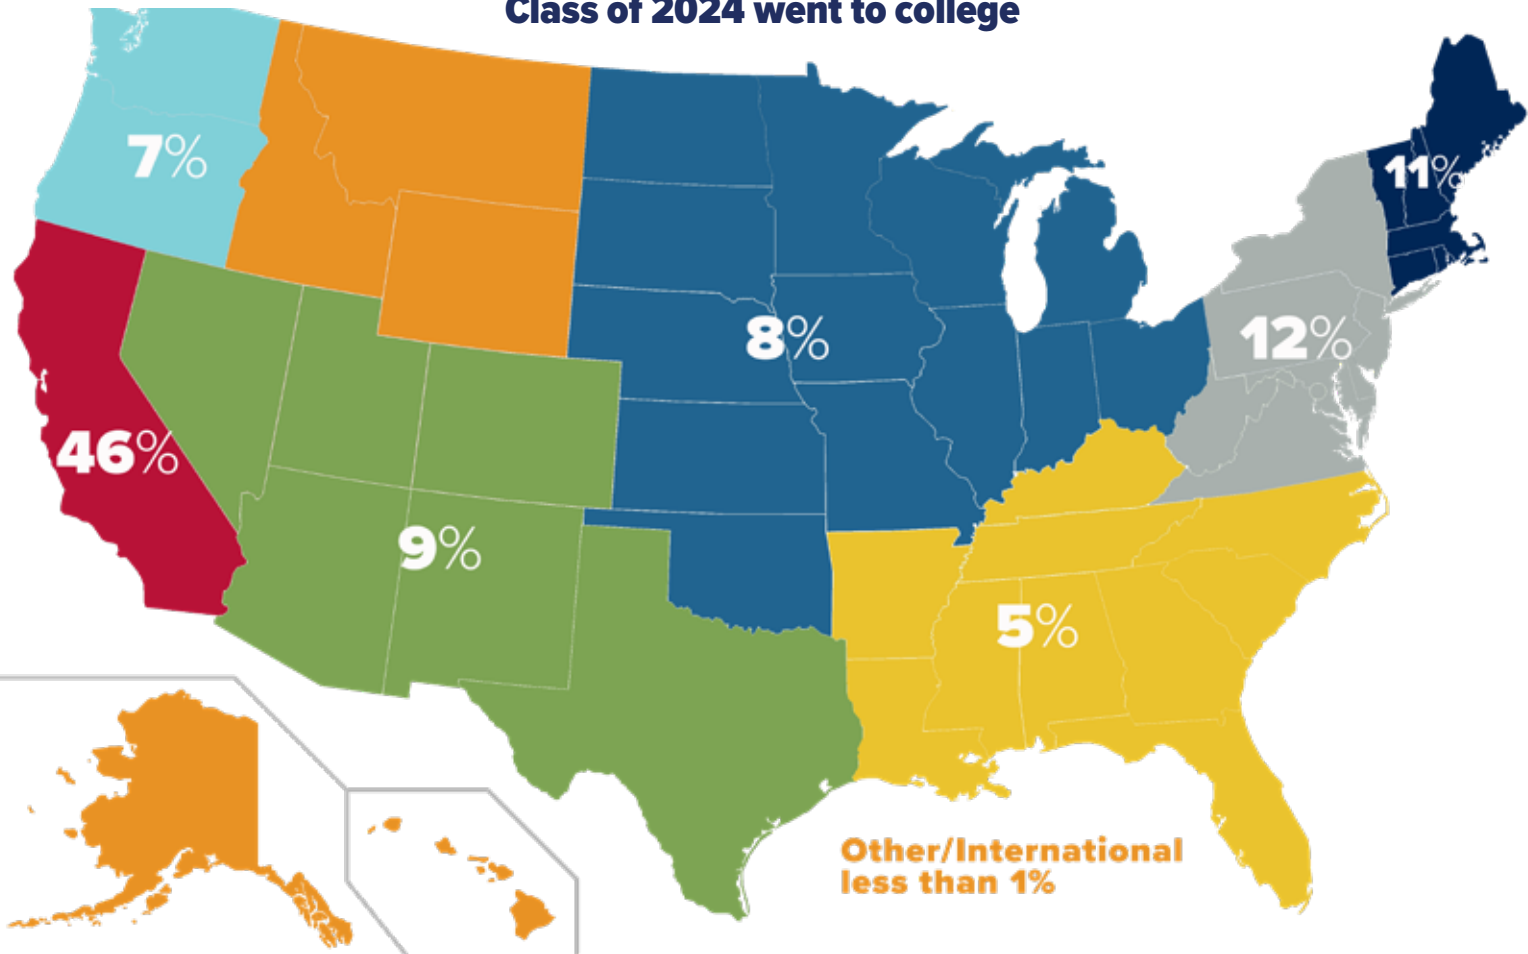 Class of 2024 went to college
7%
11%
8%
12%
46%
9%
5%
Other/International
less than 1%